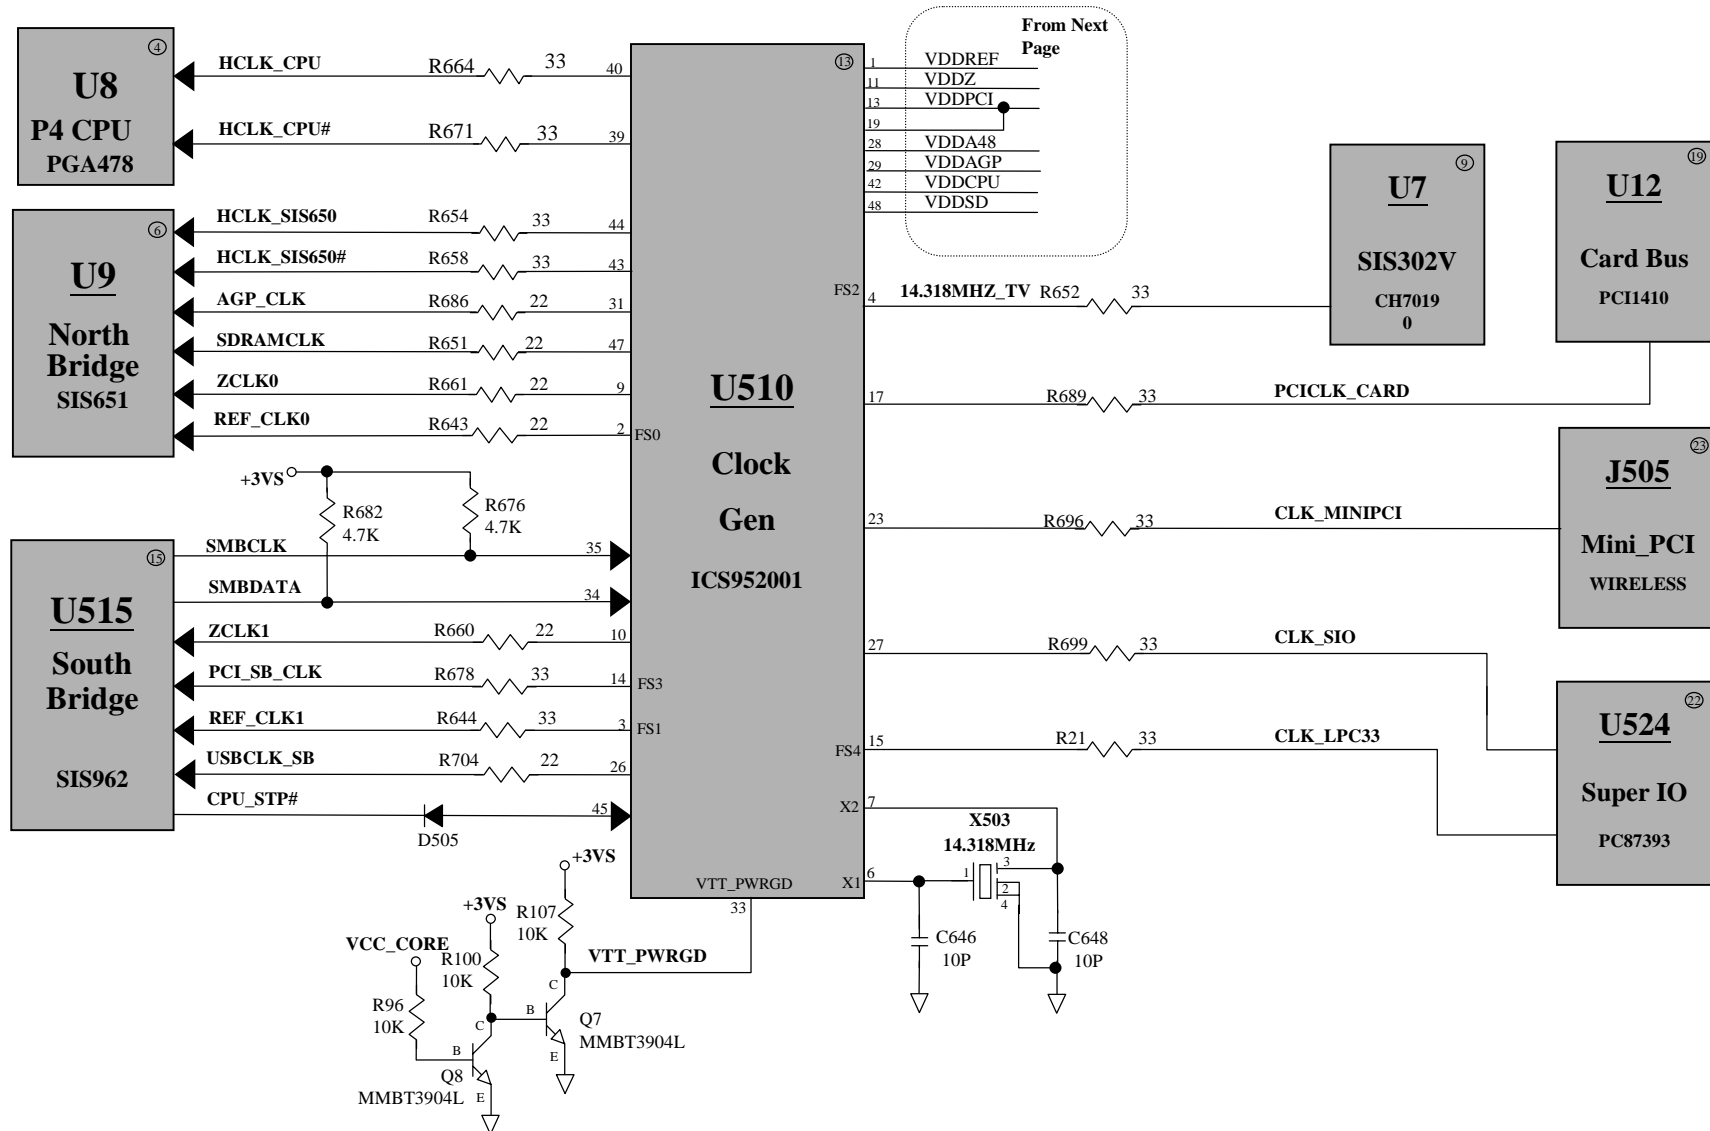 4
U8
P4 CPU
PGA478
HCLK_CPU
R664
33
40
HCLK_CPU#
R671
33
39
6
U9
North
Bridge
SIS651
HCLK_SIS650
R654
33
44
HCLK_SIS650#
R658
33
43
AGP_CLK
R686
22
31
SDRAMCLK
R651
22
47
ZCLK0
R661
22
9
REF_CLK0
R643
22
2
FS0
+3VS
R682
4.7K
R676
4.7K
15
U515
South
Bridge
SIS962
SMBCLK
35
SMBDATA
34
ZCLK1
R660
22
10
PCI_SB_CLK
R678
33
14
FS3
REF_CLK1
R644
33
3
FS1
USBCLK_SB
R704
22
26
CPU_STP#
D505
45
13
U510
Clock
Gen
ICS952001
From Next
Page
1
VDDREF
11
VDDZ
13
VDDPCI
19
28
VDDA48
29
VDDAGP
42
VDDCPU
48
VDDSD
FS2
4
14.318MHZ_TV
R652
33
9
U7
SIS302V
CH7019
0
19
U12
Card Bus
PCI1410
17
R689
33
PCICLK_CARD
23
R696
33
CLK_MINIPCI
23
J505
Mini_PCI
WIRELESS
27
R699
33
CLK_SIO
FS4
15
R21
33
CLK_LPC33
22
U524
Super IO
PC87393
X2
7
X503
14.318MHz
X1
6
1
3
2
4
C646
10P
C648
10P
VTT_PWRGD
33
+3VS
R107
10K
VTT_PWRGD
+3VS
R100
10K
VCC_CORE
R96
10K
C
B
E
Q7
MMBT3904L
C
B
E
Q8
MMBT3904L